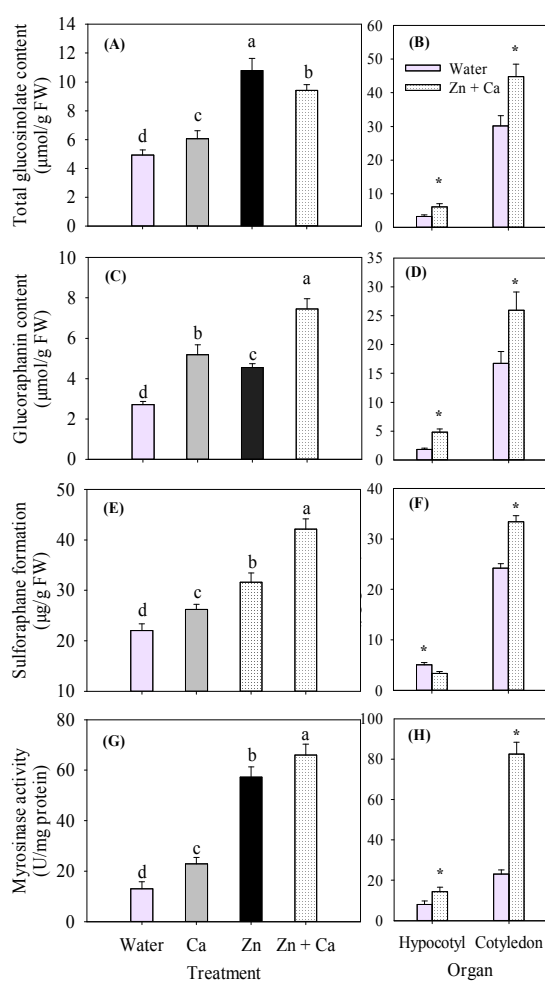 (A)
Total glucosinolate content
(μmol/g FW)
14
12
10
8
6
4
2
0
d
c
a
b
(B)
Water
Zn + Ca
60
50
40
30
20
10
0
*
*
(C)
Glucoraphanin content
(μmol/g FW)
10
8
6
4
2
0
d
b
c
a
(D)
35
30
25
20
15
10
5
0
*
*
(E)
Sulforaphane formation
(μg/g FW)
50
40
30
20
10
d
c
b
a
(F)
40
30
20
10
0
*
*
(G)
Myrosinase activity
(U/mg protein)
80
60
40
20
0
d
c
b
a
Water Ca Zn Zn + Ca
Treatment
(H)
100
80
60
40
20
0
*
*
Hypocotyl Cotyledon
Organ